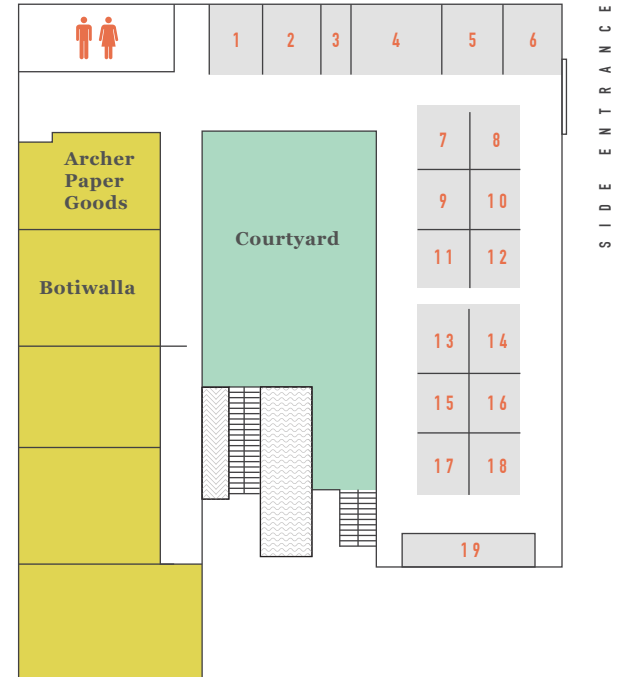 1 2 3 4 5 6
SIDE ENTRANCE
7 8
Archer
Paper
Goods
9 10
Courtyard
11 12
Botiwalla
13 14
15 16
17 18
19